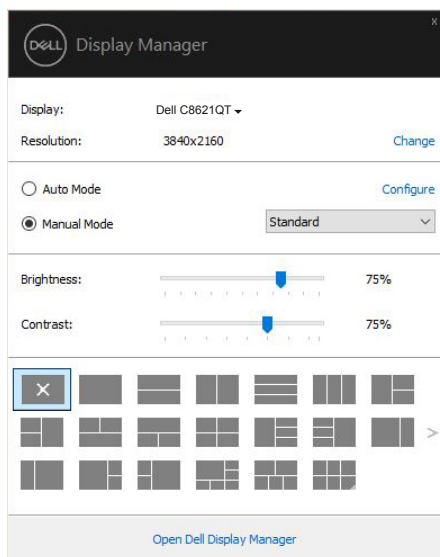 x
DELL Display Manager
Display: Dell C8621QT
Resolution: 3840x2160 Change
Auto Mode Configure
Manual Mode Standard
Brightness: 75%
Contrast: 75%
Open Dell Display Manager